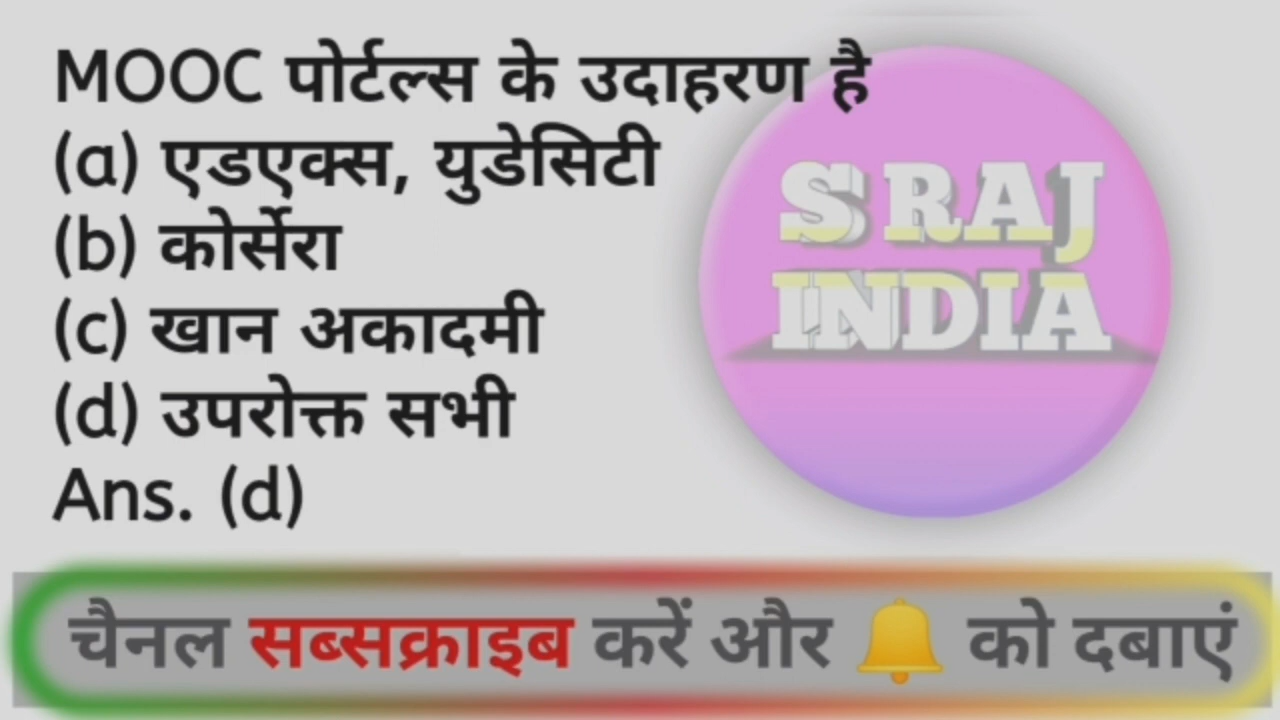 MOOC पोर्टल्स के उदाहरण है
(a) एडएक्स, युडेसिटी
(b) कोर्सेरा
(c) खान अकादमी
(d) उपरोक्त सभी
Ans. (d)
S RAJ
INDIA
चैनल सब्सक्राइब करें और 🔔 को दबाएं